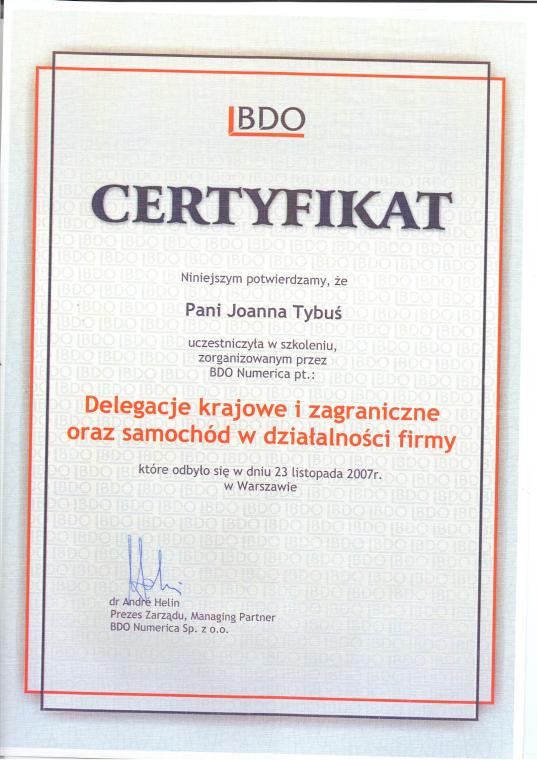 BDO
CERTYFIKAT
Niniejszym potwierdzamy, że
Pani Joanna Tybuś
uczestniczyła w szkoleniu,
zorganizowanym przez
BDO Numerica pt.:
Delegacje krajowe i zagraniczne
oraz samochód w działalności firmy
które odbyło się w dniu 23 listopada 2007r.
w Warszawie
dr André Helin
Prezes Zarządu, Managing Partner
BDO Numerica Sp. z o.o.